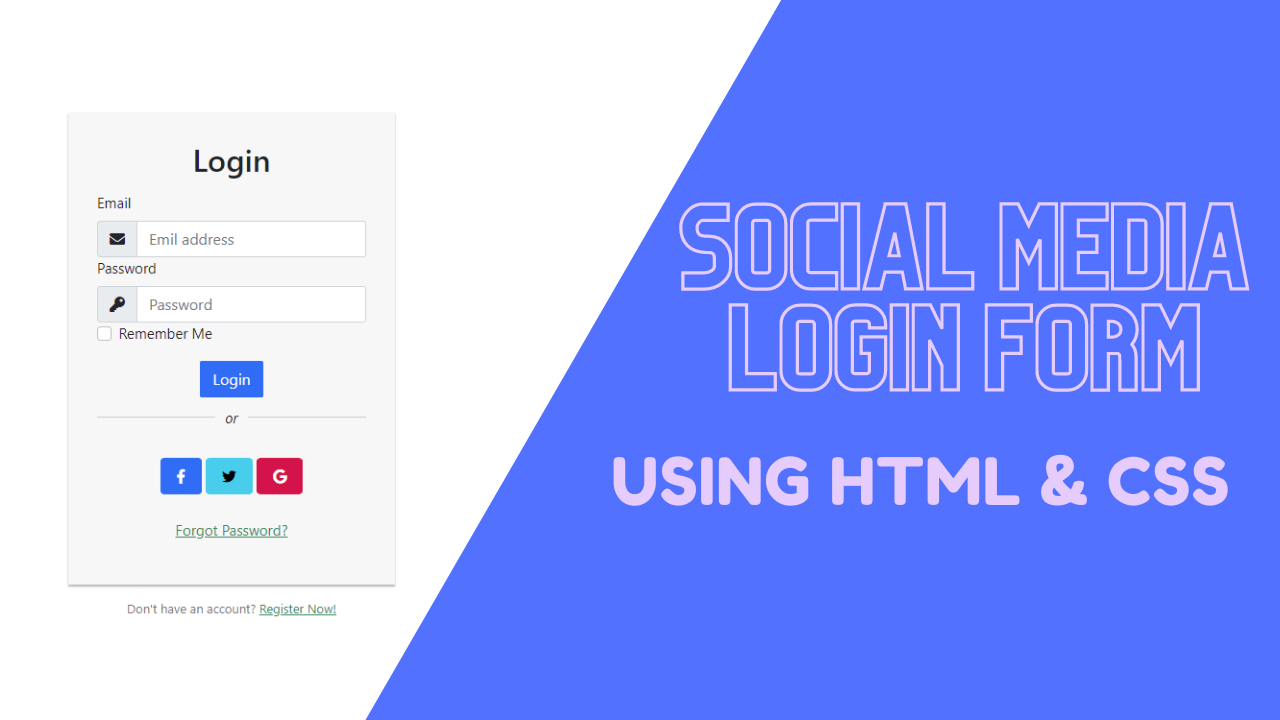 Login
Email
Emil address
Password
Password
Remember Me
Login
or
Forgot Password?
Don't have an account? Register Now!
SOCIAL MEDIA
LOGIN FORM
USING HTML & CSS